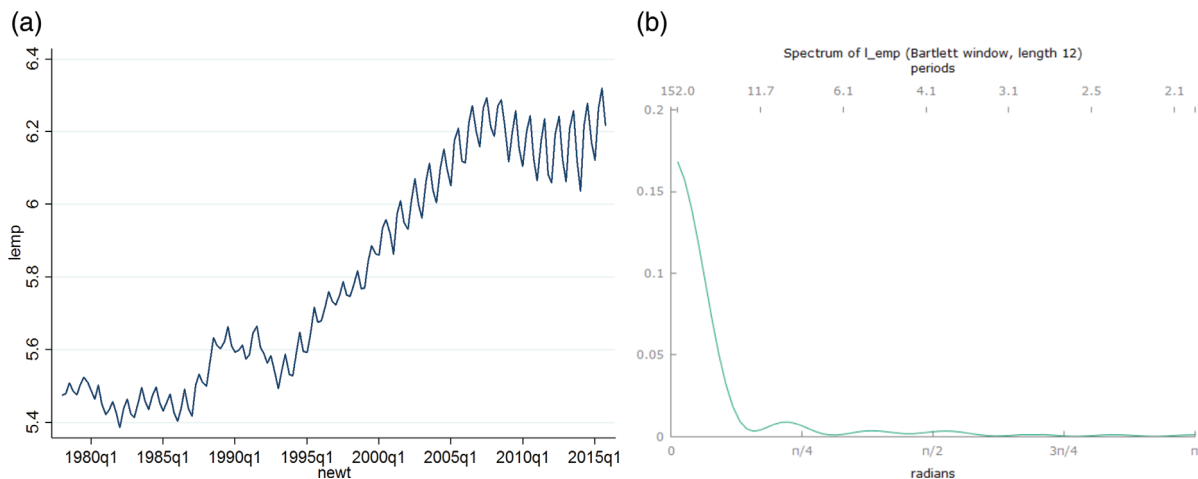 (a)
6.4
6.2
6
5.8
5.6
5.4
lemp
1980q1 1985q1 1990q1 1995q1 2000q1 2005q1 2010q1 2015q1
newt
(b)
Spectrum of l_emp (Bartlett window, length 12)
periods
152.0 11.7 6.1 4.1 3.1 2.5 2.1
0.2
0.15
0.1
0.05
0
0 π/4 π/2 3π/4 π
radians